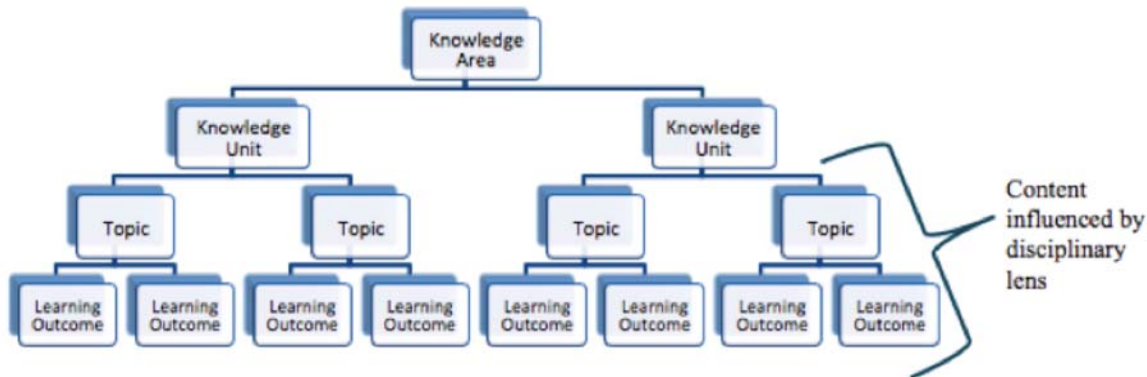 Knowledge
Area
Knowledge
Unit
Knowledge
Unit
Topic
Topic
Topic
Topic
Learning
Outcome
Learning
Outcome
Learning
Outcome
Learning
Outcome
Learning
Outcome
Learning
Outcome
Learning
Outcome
Learning
Outcome
Content
influenced by
disciplinary
lens